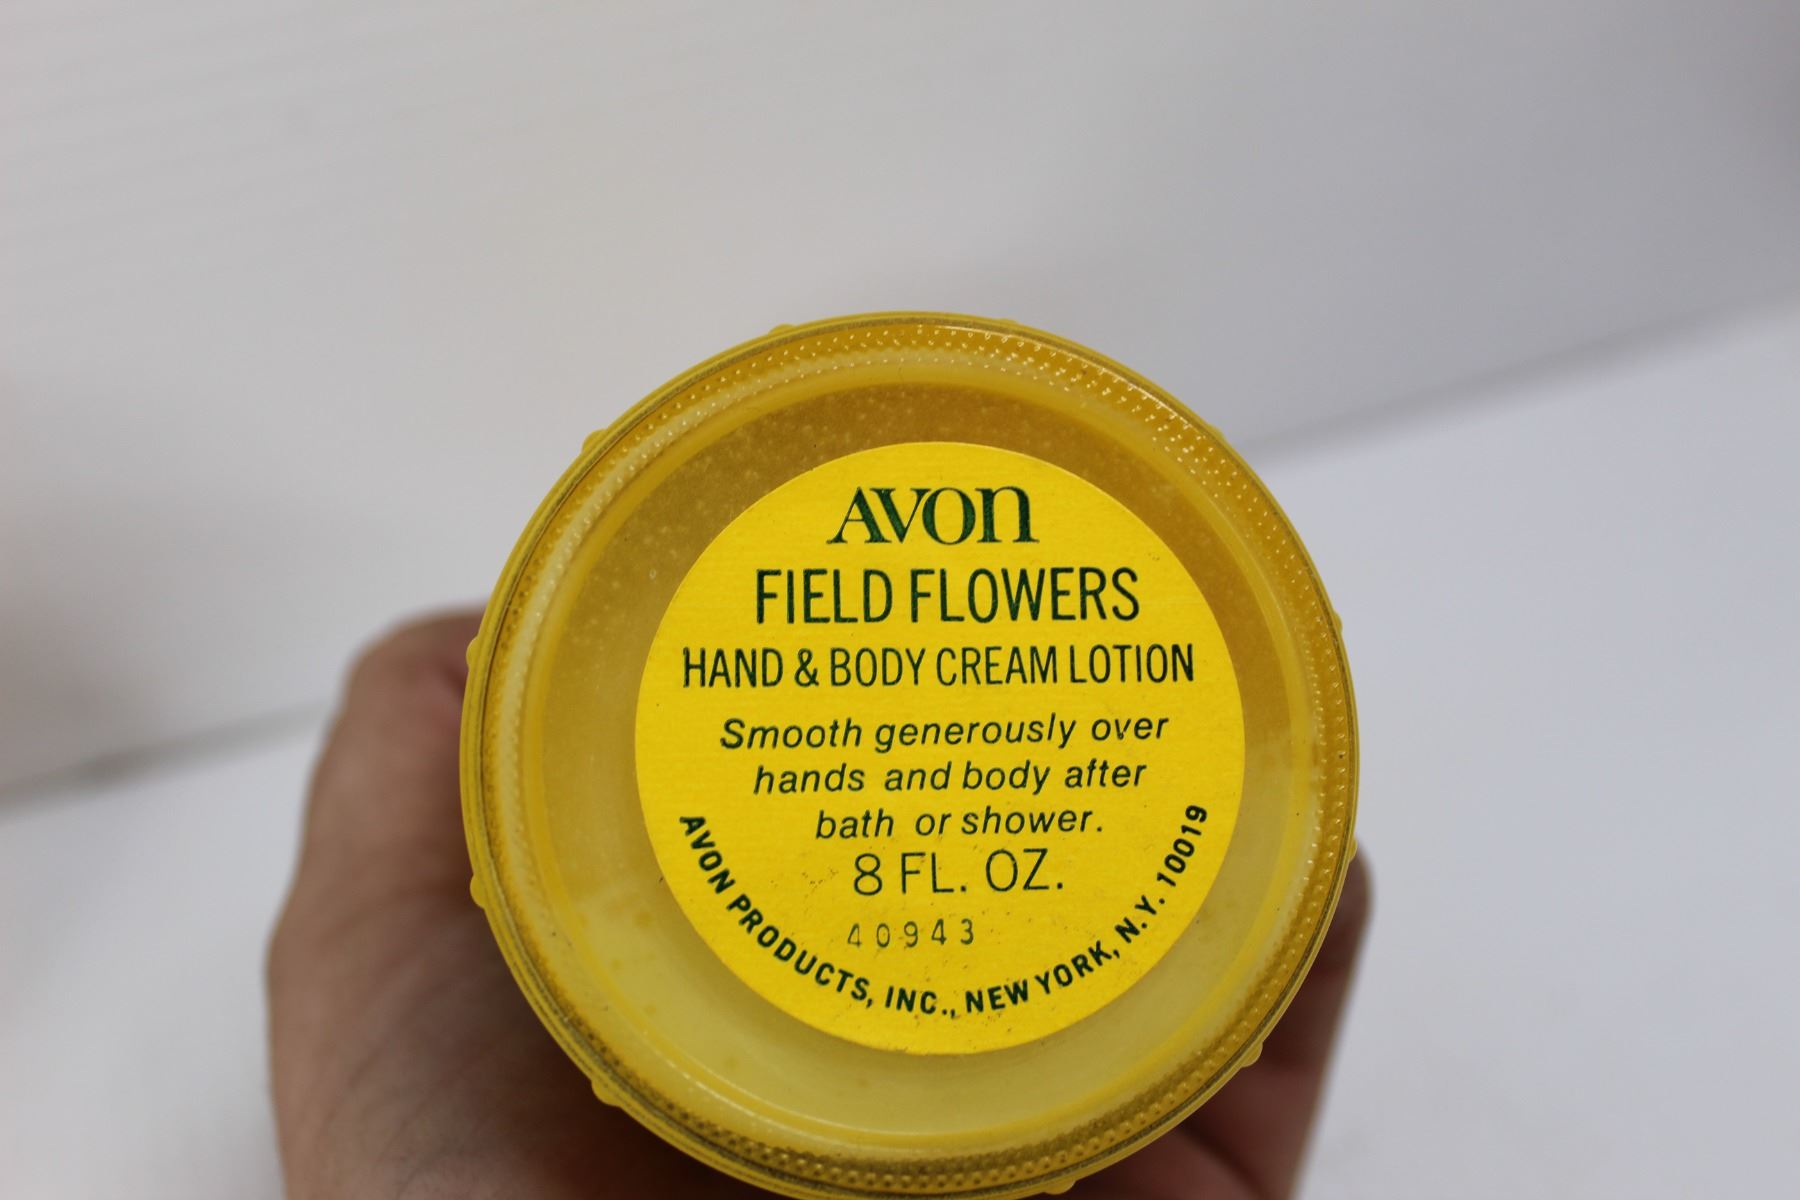 AVON
FIELD FLOWERS
HAND & BODY CREAM LOTION
Smooth generously over
hands and body after
bath or shower.
8 FL. OZ.
40943
AVON PRODUCTS, INC., NEW YORK, N.Y. 10019